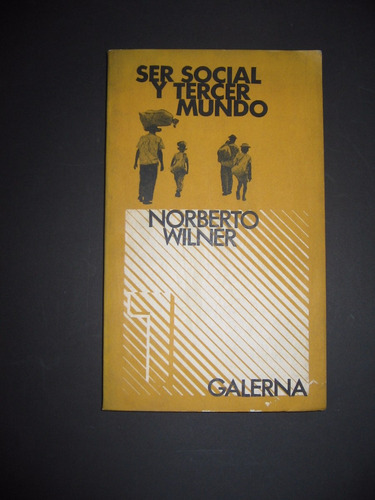 SER SOCIAL
Y TERCER
MUNDO
NORBERTO
WILNER
GALERNA